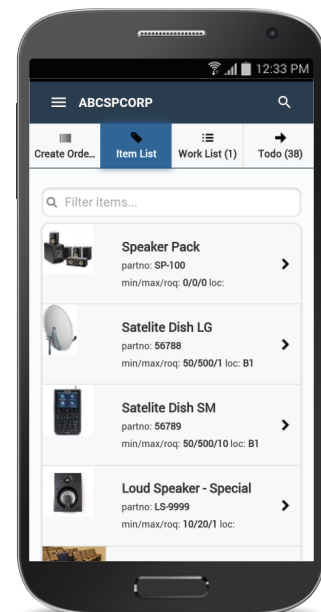 12:33 PM
ABCSPCORP
Create Orde...
Item List
Work List (1)
Todo (38)
Filter items...
Speaker Pack
partno: SP-100
min/max/roq: 0/0/0 loc:
Satelite Dish LG
partno: 56788
min/max/roq: 50/500/1 loc: B1
Satelite Dish SM
partno: 56789
min/max/roq: 50/500/10 loc: B1
Loud Speaker - Special
partno: LS-9999
min/max/roq: 10/20/1 loc: